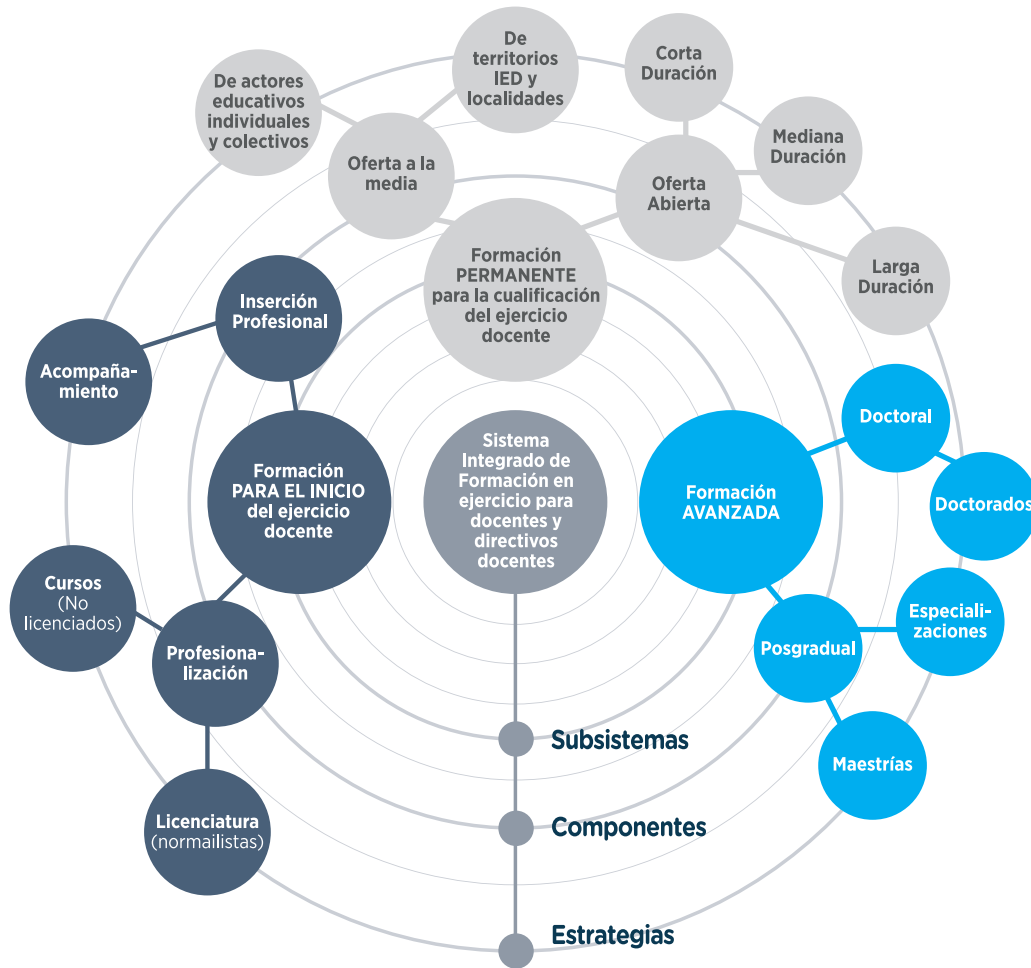 De
territorios
IED y
localidades
Corta
Duración
De actores
educativos
individuales
y colectivos
Mediana
Duración
Oferta a la
media
Oferta
Abierta
Formación
PERMANENTE
para la cualificación
del ejercicio
docente
Larga
Duración
Inserción
Profesional
Acompaña-
miento
Doctoral
Sistema
Integrado de
Formación en
ejercicio para
docentes y
directivos
docentes
Formación
PARA EL INICIO
del ejercicio
docente
Formación
AVANZADA
Doctorados
Cursos
(No
licenciados)
Especiali-
zaciones
Profesiona-
lización
Posgradual
Subsistemas
Maestrías
Licenciatura
(normailistas)
Componentes
Estrategias